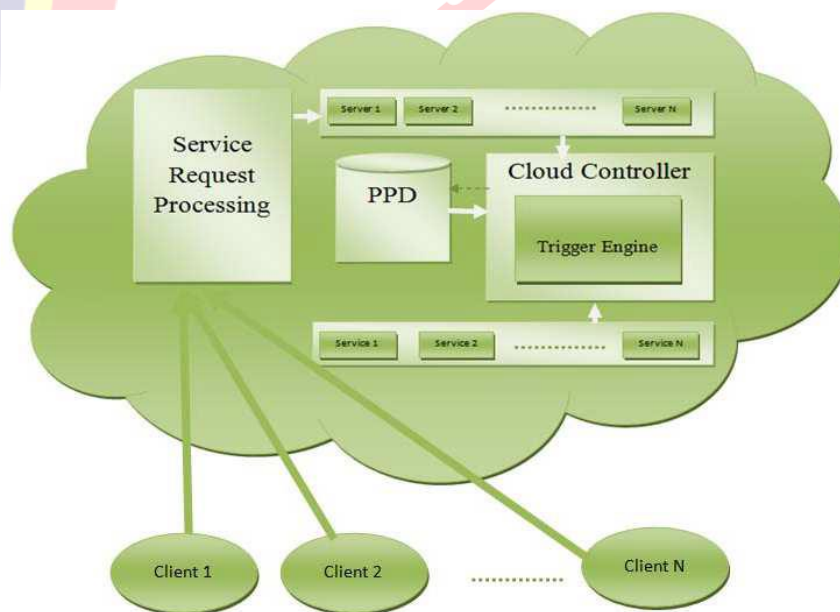 Server 1
Server 2
Server N
Service
Request
Processing
PPD
Cloud Controller
Trigger Engine
Service 1
Service 2
Service N
Client 1
Client 2
Client N